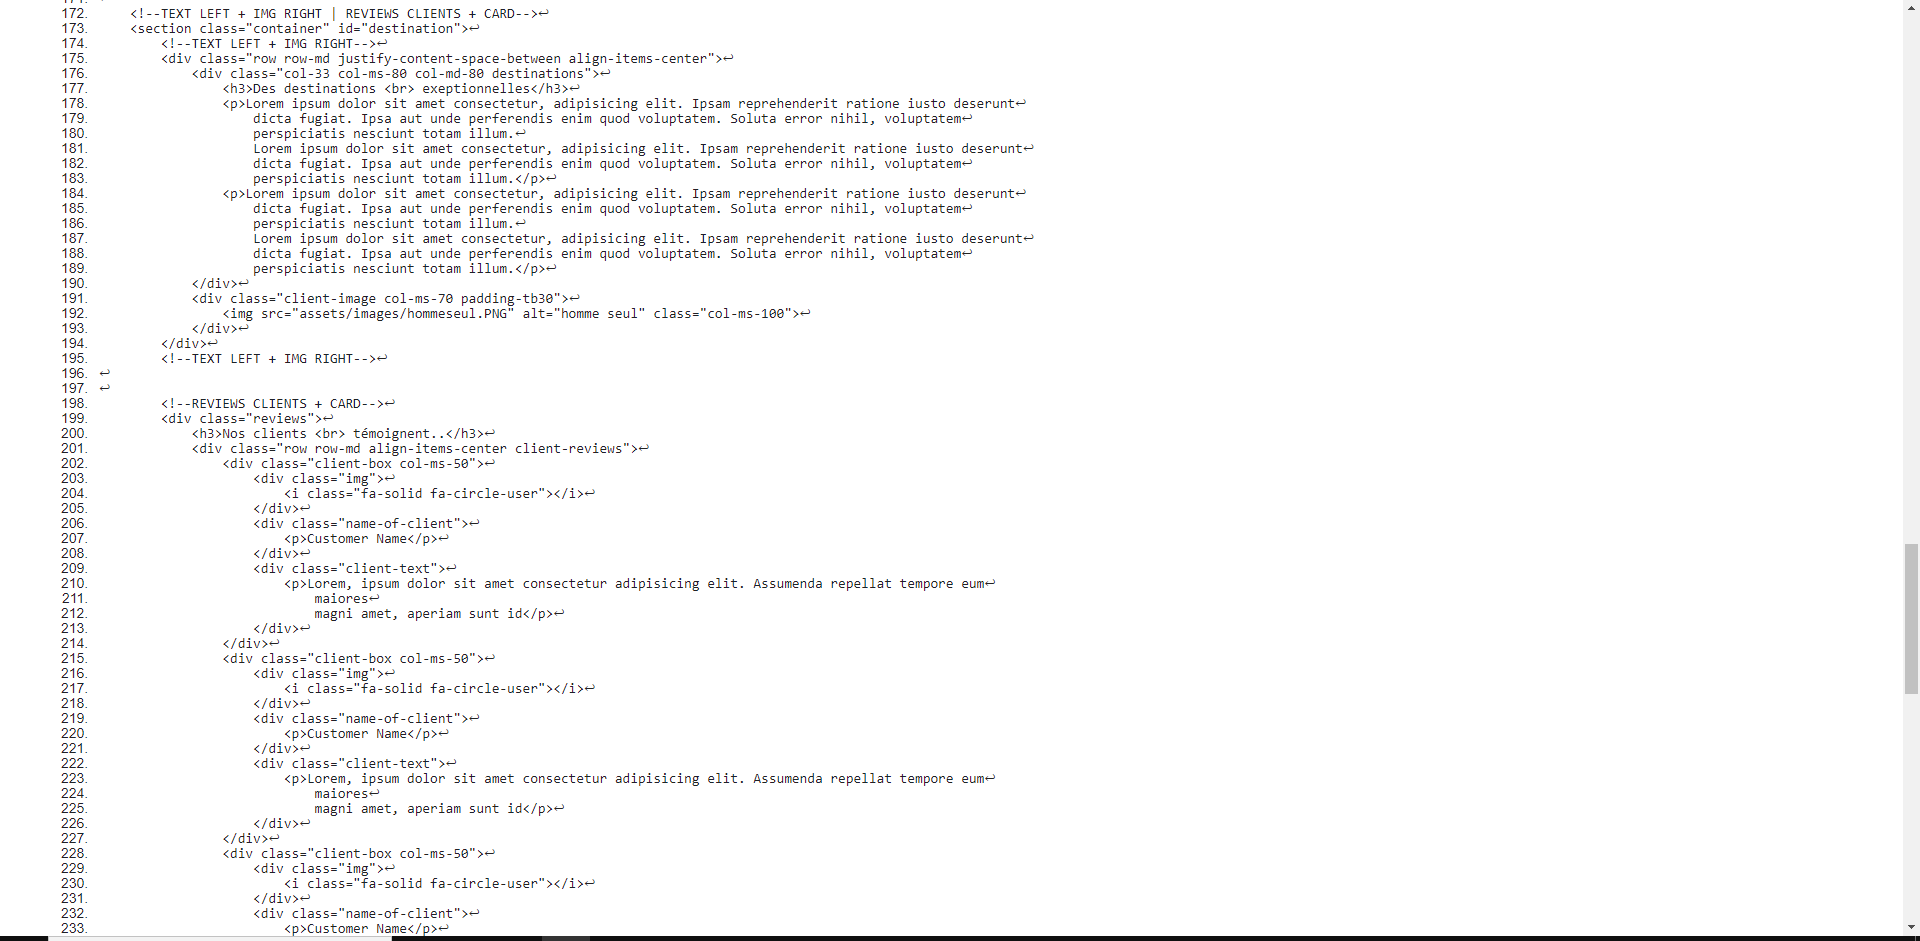 172. <!--TEXT LEFT + IMG RIGHT | REVIEWS CLIENTS + CARD-->↩
173. <section class="container" id="destination">↩
174. <!--TEXT LEFT + IMG RIGHT-->↩
175. <div class="row row-md justify-content-space-between align-items-center">↩
176. <div class="col-33 col-ms-80 col-md-80 destinations">↩
177. <h3>Des destinations <br> exeptionnelles</h3>↩
178. <p>Lorem ipsum dolor sit amet consectetur, adipisicing elit. Ipsam reprehenderit ratione iusto deserunt↩
179. dicta fugiat. Ipsa aut unde perferendis enim quod voluptatem. Soluta error nihil, voluptatem↩
180. perspiciatis nesciunt totam illum.↩
181. Lorem ipsum dolor sit amet consectetur, adipisicing elit. Ipsam reprehenderit ratione iusto deserunt↩
182. dicta fugiat. Ipsa aut unde perferendis enim quod voluptatem. Soluta error nihil, voluptatem↩
183. perspiciatis nesciunt totam illum.</p>↩
184. <p>Lorem ipsum dolor sit amet consectetur, adipisicing elit. Ipsam reprehenderit ratione iusto deserunt↩
185. dicta fugiat. Ipsa aut unde perferendis enim quod voluptatem. Soluta error nihil, voluptatem↩
186. perspiciatis nesciunt totam illum.↩
187. Lorem ipsum dolor sit amet consectetur, adipisicing elit. Ipsam reprehenderit ratione iusto deserunt↩
188. dicta fugiat. Ipsa aut unde perferendis enim quod voluptatem. Soluta error nihil, voluptatem↩
189. perspiciatis nesciunt totam illum.</p>↩
190. </div>↩
191. <div class="client-image col-ms-70 padding-tb30">↩
192. <img src="assets/images/hommeseul.PNG" alt="homme seul" class="col-ms-100">↩
193. </div>↩
194. </div>↩
195. <!--TEXT LEFT + IMG RIGHT-->↩
196. ↩
197. ↩
198. <!--REVIEWS CLIENTS + CARD-->↩
199. <div class="reviews">↩
200. <h3>Nos clients <br> témoignent..</h3>↩
201. <div class="row row-md align-items-center client-reviews">↩
202. <div class="client-box col-ms-50">↩
203. <div class="img">↩
204. <i class="fa-solid fa-circle-user"></i>↩
205. </div>↩
206. <div class="name-of-client">↩
207. <p>Customer Name</p>↩
208. </div>↩
209. <div class="client-text">↩
210. <p>Lorem, ipsum dolor sit amet consectetur adipisicing elit. Assumenda repellat tempore eum↩
211. maiores↩
212. magni amet, aperiam sunt id</p>↩
213. </div>↩
214. </div>↩
215. <div class="client-box col-ms-50">↩
216. <div class="img">↩
217. <i class="fa-solid fa-circle-user"></i>↩
218. </div>↩
219. <div class="name-of-client">↩
220. <p>Customer Name</p>↩
221. </div>↩
222. <div class="client-text">↩
223. <p>Lorem, ipsum dolor sit amet consectetur adipisicing elit. Assumenda repellat tempore eum↩
224. maiores↩
225. magni amet, aperiam sunt id</p>↩
226. </div>↩
227. </div>↩
228. <div class="client-box col-ms-50">↩
229. <div class="img">↩
230. <i class="fa-solid fa-circle-user"></i>↩
231. </div>↩
232. <div class="name-of-client">↩
233. <p>Customer Name</p>↩